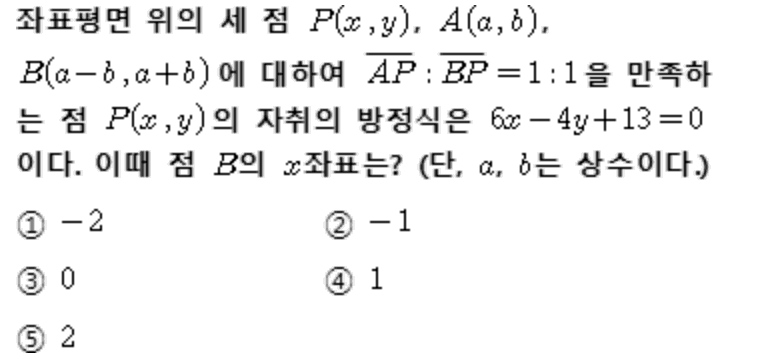 좌표평면 위의 세 점 P(x, y), A(a, b),
B(a-b, a+b)에 대하여 \overline{AP} : \overline{BP} = 1 : 1을 만족하
는 점 P(x, y)의 자취의 방정식은 6x-4y+13=0
이다. 이때 점 B의 x좌표는? (단, a, b는 상수이다.)
① -2 ② -1
③ 0 ④ 1
⑤ 2